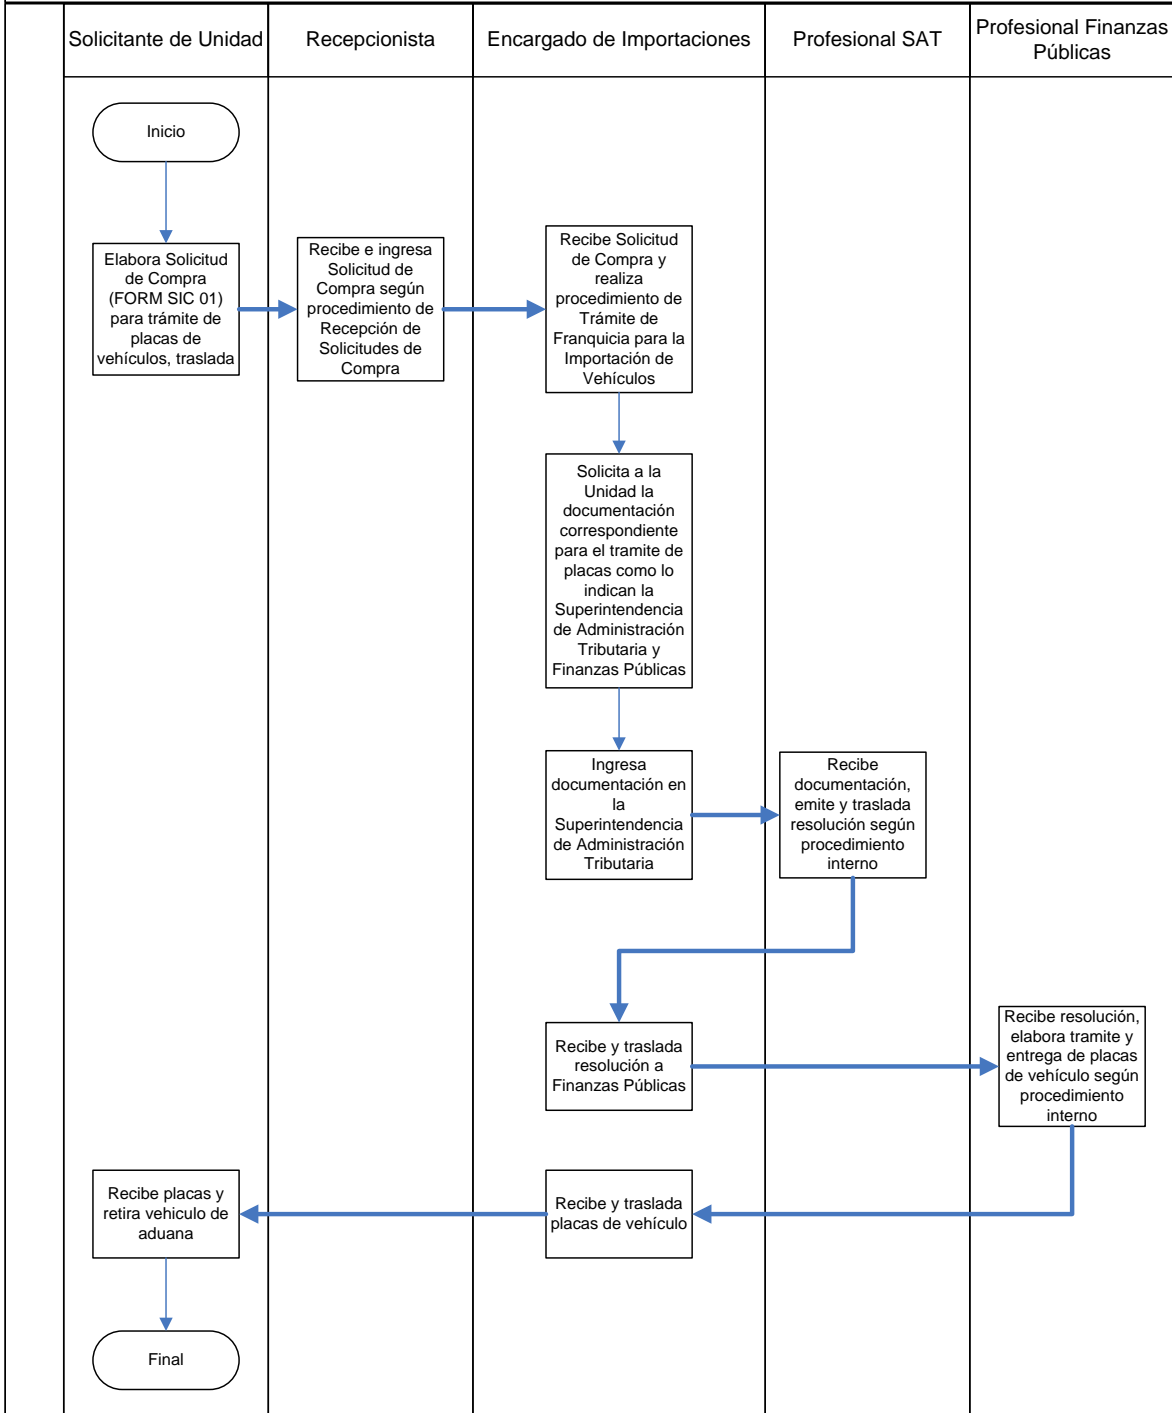 Solicitante de Unidad
Recepcionista
Encargado de Importaciones
Profesional SAT
Profesional Finanzas
Públicas
Inicio
Elabora Solicitud
de Compra
(FORM SIC 01)
para trámite de
placas de
vehículos, traslada
Recibe e ingresa
Solicitud de
Compra según
procedimiento de
Recepción de
Solicitudes de
Compra
Recibe Solicitud
de Compra y
realiza
procedimiento de
Trámite de
Franquicia para la
Importación de
Vehículos
Solicita a la
Unidad la
documentación
correspondiente
para el tramite de
placas como lo
indican la
Superintendencia
de Administración
Tributaria y
Finanzas Públicas
Ingresa
documentación en
la
Superintendencia
de Administración
Tributaria
Recibe
documentación,
emite y traslada
resolución según
procedimiento
interno
Recibe y traslada
resolución a
Finanzas Públicas
Recibe resolución,
elabora tramite y
entrega de placas
de vehículo según
procedimiento
interno
Recibe y traslada
placas de vehículo
Recibe placas y
retira vehiculo de
aduana
Final